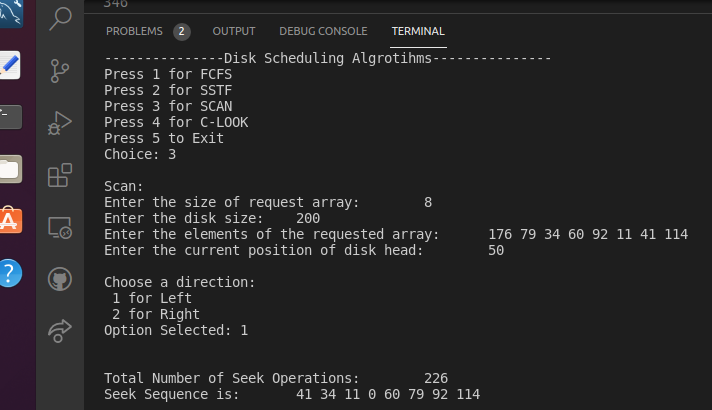 346
PROBLEMS 2 OUTPUT DEBUG CONSOLE TERMINAL
---------------Disk Scheduling Algrotihms---------------
Press 1 for FCFS
Press 2 for SSTF
Press 3 for SCAN
Press 4 for C-LOOK
Press 5 to Exit
Choice: 3
Scan:
Enter the size of request array: 8
Enter the disk size: 200
Enter the elements of the requested array: 176 79 34 60 92 11 41 114
Enter the current position of disk head: 50
Choose a direction:
1 for Left
2 for Right
Option Selected: 1
Total Number of Seek Operations: 226
Seek Sequence is: 41 34 11 0 60 79 92 114